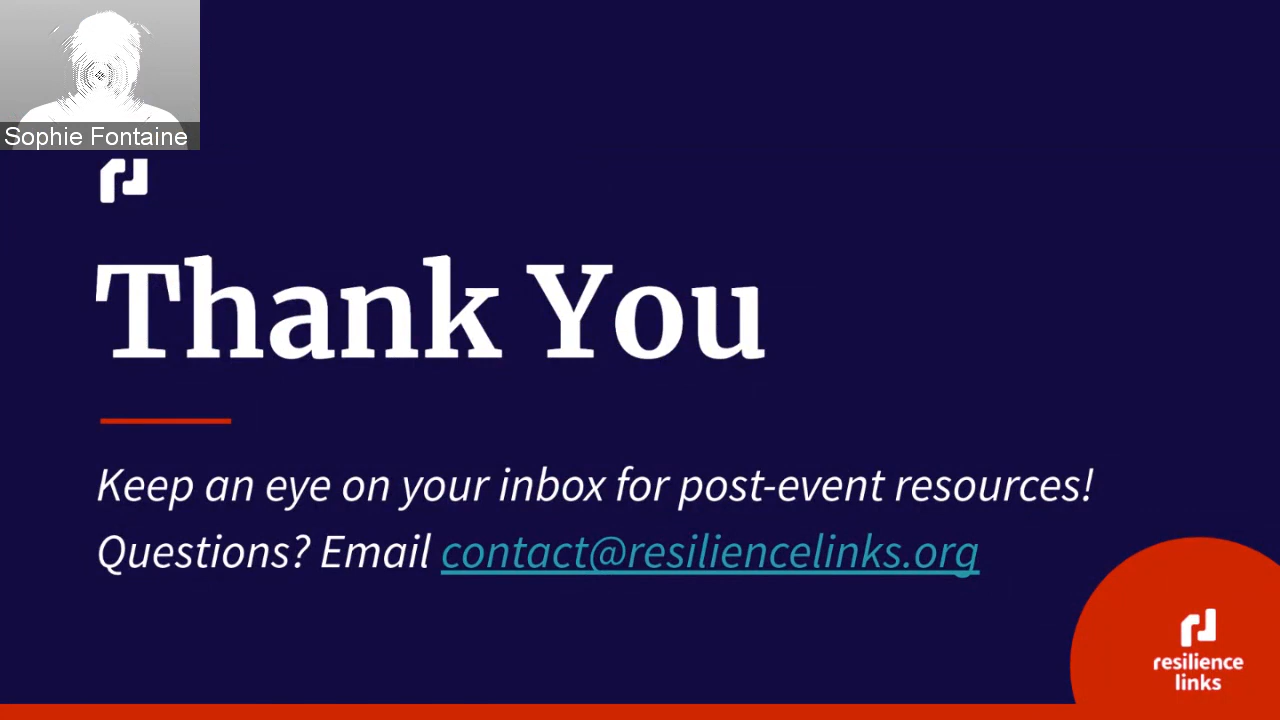 Sophie Fontaine
Thank You
Keep an eye on your inbox for post-event resources!
Questions? Email contact@resiliencelinks.org
resilience
links